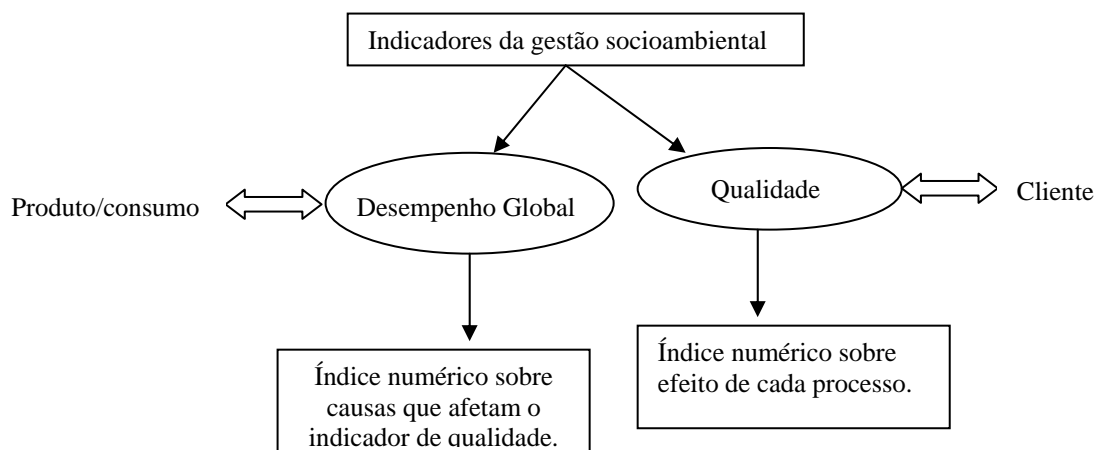 Indicadores da gestão socioambiental
Produto/consumo
Desempenho Global
Qualidade
Cliente
Índice numérico sobre
causas que afetam o
indicador de qualidade.
Índice numérico sobre
efeito de cada processo.